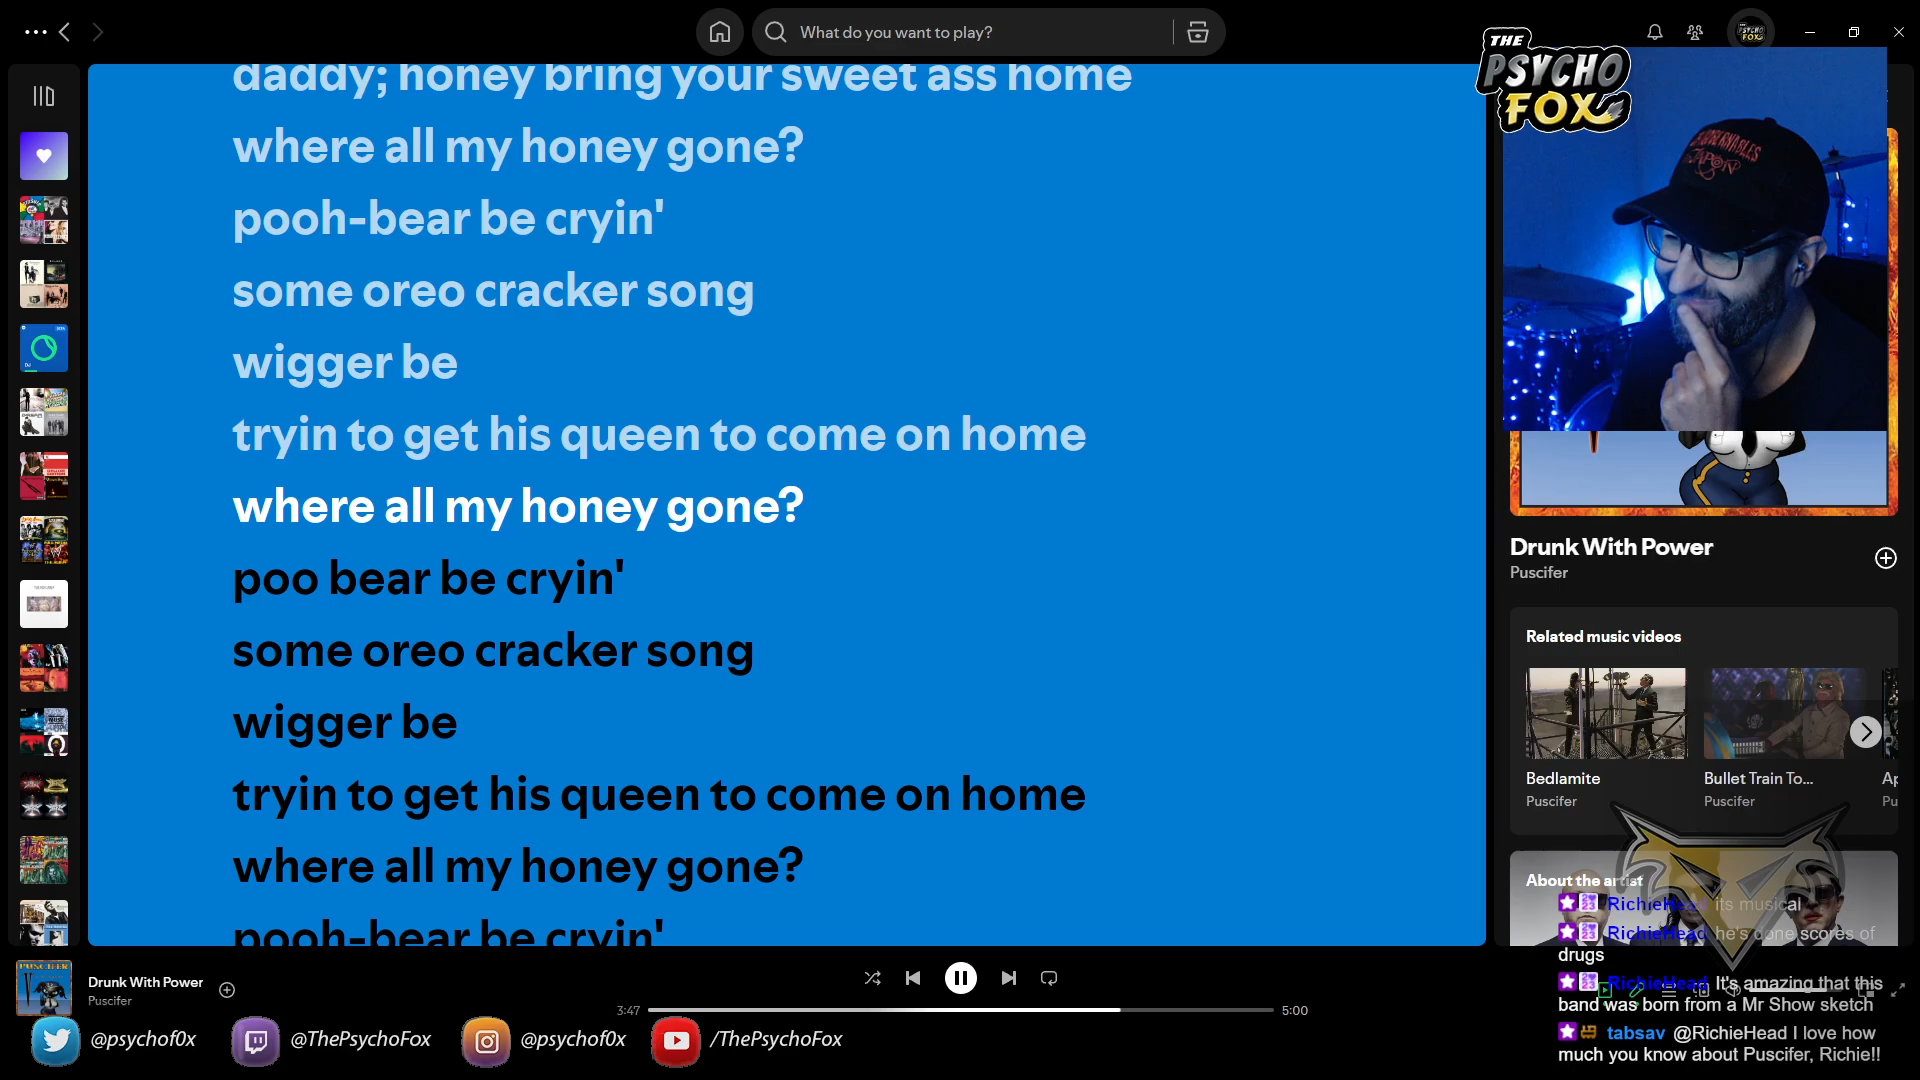 What do you want to play?
THE
PSYCHO
FOX
daddy; honey bring your sweet ass home
where all my honey gone?
pooh-bear be cryin'
some oreo cracker song
wigger be
tryin to get his queen to come on home
where all my honey gone?
poo bear be cryin'
some oreo cracker song
wigger be
tryin to get his queen to come on home
where all my honey gone?
pooh-bear be cryin'
JAPON
Drunk With Power
Puscifer
Related music videos
Bedlamite
Puscifer
Bullet Train To...
Puscifer
Ap
Pu
About the artist
RichieHead its musical
RichieHead he's done scores of
drugs
RichieHead It's amazing that this
band was born from a Mr Show sketch
tabsav @RichieHead I love how
much you know about Puscifer, Richie!!
PUSCIFER
Drunk With Power
Puscifer
3:47
5:00
@psychof0x
@ThePsychoFox
@psychof0x
/ThePsychoFox